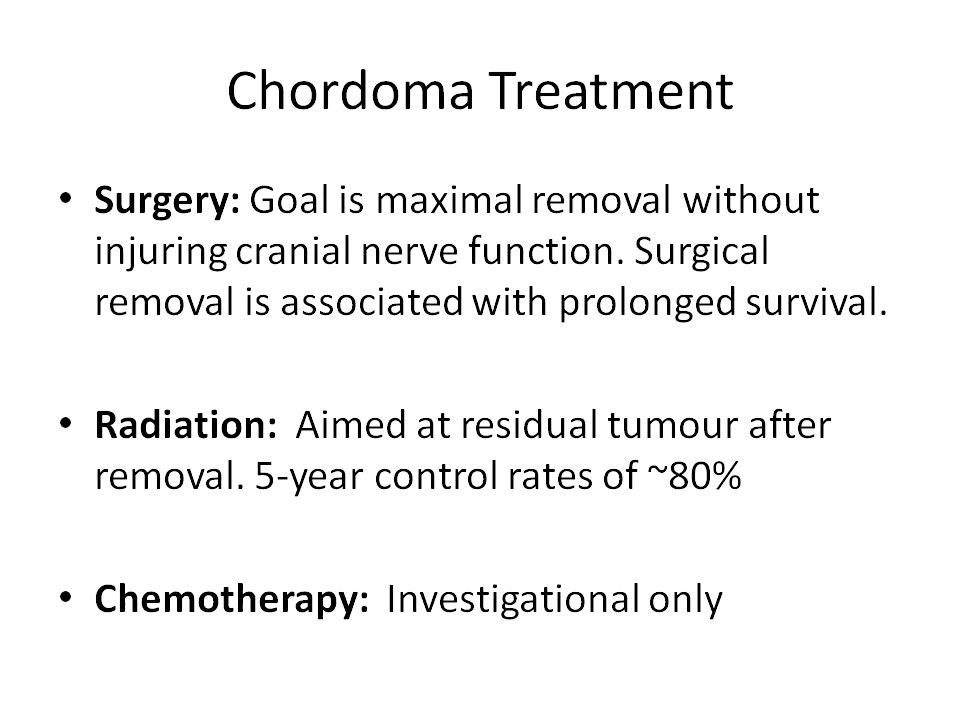 Chordoma Treatment
• Surgery: Goal is maximal removal without
injuring cranial nerve function. Surgical
removal is associated with prolonged survival.
• Radiation:  Aimed at residual tumour after
removal. 5-year control rates of ~80%
• Chemotherapy:  Investigational only